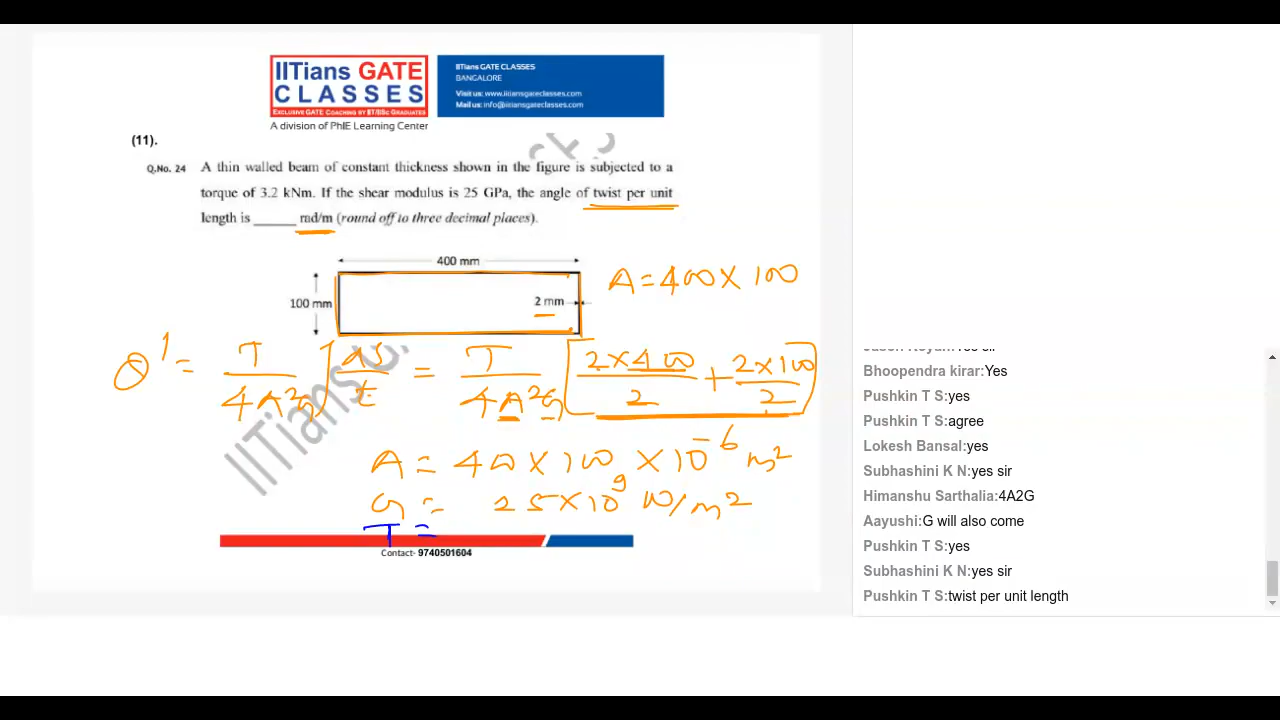 IITians GATE
CLASSES
EXCLUSIVE GATE COACHING BY IIT/IISc GRADUATES
A division of PhIE Learning Center
IITians GATE CLASSES
BANGALORE
Visit us: www.iitiansgateclasses.com
Mail us: info@iitiansgateclasses.com
(11).
Q.No. 24 A thin walled beam of constant thickness shown in the figure is subjected to a
torque of 3.2 kNm. If the shear modulus is 25 GPa, the angle of twist per unit
length is ______ rad/m (round off to three decimal places).
400 mm
100 mm
2 mm
A = 400 × 100
θ' = T / 4A²G ∫ ds / t = T / 4A²G [ 2 × 400 / 2 + 2 × 100 / 2 ]
A = 400 × 100 × 10⁻⁶ m²
G = 25 × 10⁹ N/m²
T =
Contact- 9740501604
Bhoopendra kirar:Yes
Pushkin T S:yes
Pushkin T S:agree
Lokesh Bansal:yes
Subhashini K N:yes sir
Himanshu Sarthalia:4A2G
Aayushi:G will also come
Pushkin T S:yes
Subhashini K N:yes sir
Pushkin T S:twist per unit length